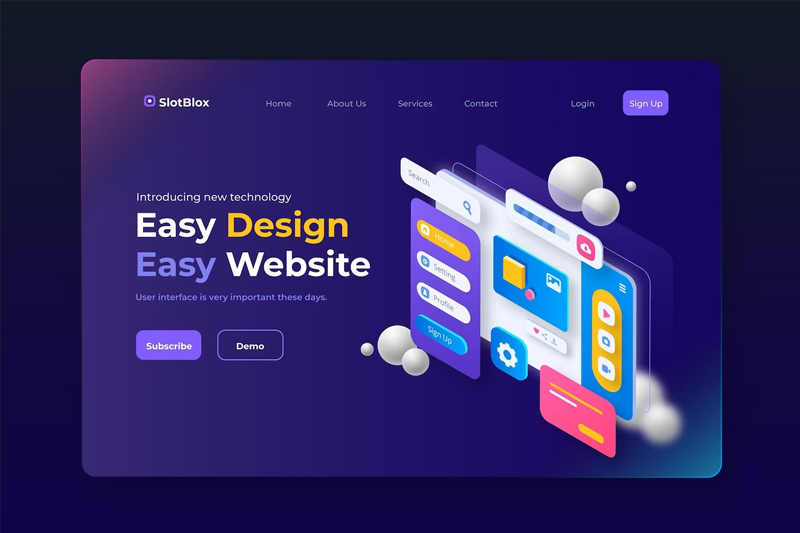 SlotBlox
Home
About Us
Services
Contact
Login
Sign Up
Introducing new technology
Easy Design
Easy Website
User interface is very important these days.
Subscribe
Demo
Search
Home
Setting
Profile
Sign Up